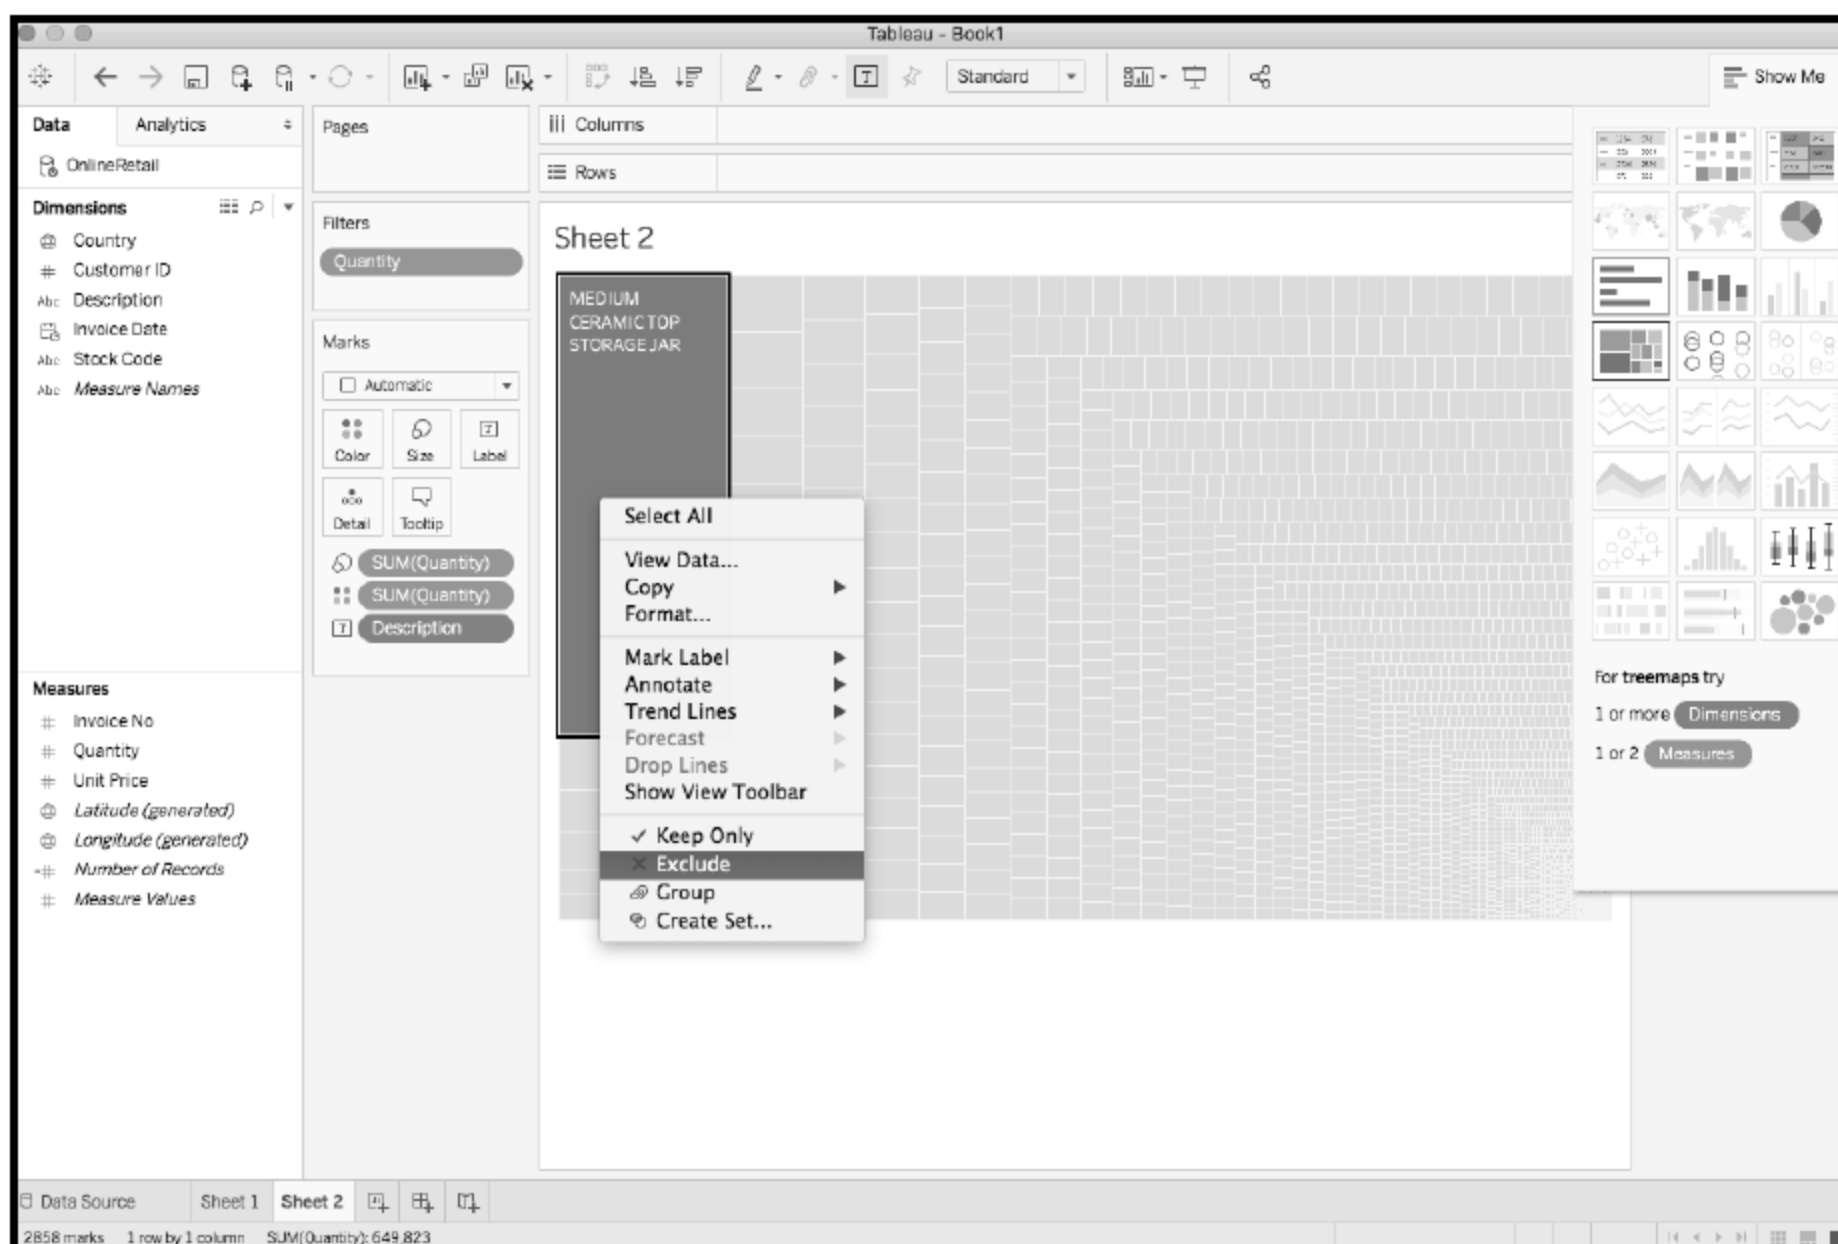 Tableau - Book1
Standard
Show Me
Data
Analytics
OnlineRetail
Dimensions
Country
Customer ID
Abc Description
Invoice Date
Abc Stock Code
Abc Measure Names
Measures
Invoice No
Quantity
Unit Price
Latitude (generated)
Longitude (generated)
Number of Records
Measure Values
Pages
Filters
Quantity
Marks
Automatic
Color
Size
Label
Detail
Tooltip
SUM(Quantity)
SUM(Quantity)
Description
Columns
Rows
Sheet 2
MEDIUM
CERAMIC TOP
STORAGE JAR
Select All
View Data...
Copy
Format...
Mark Label
Annotate
Trend Lines
Forecast
Drop Lines
Show View Toolbar
Keep Only
Exclude
Group
Create Set...
For treemaps try
1 or more Dimensions
1 or 2 Measures
Data Source
Sheet 1
Sheet 2
2858 marks 1 row by 1 column SUM(Quantity): 649,823